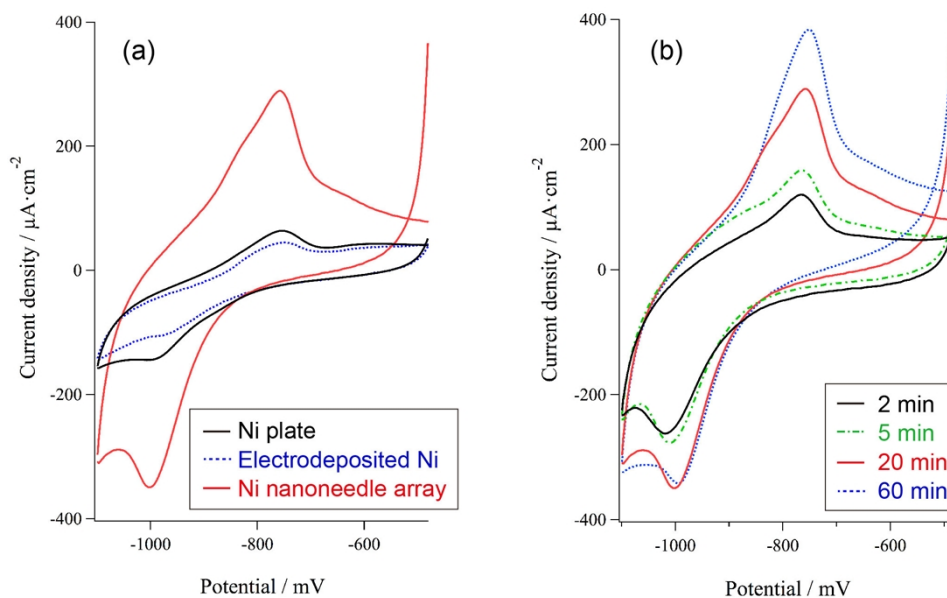 (a)
400
200
0
-200
-400
Current density / μA·cm⁻²
-1000
-800
-600
Potential / mV
Ni plate
Electrodeposited Ni
Ni nanoneedle array
(b)
400
200
0
-200
-400
Current density / μA·cm⁻²
-1000
-800
-600
Potential / mV
2 min
5 min
20 min
60 min